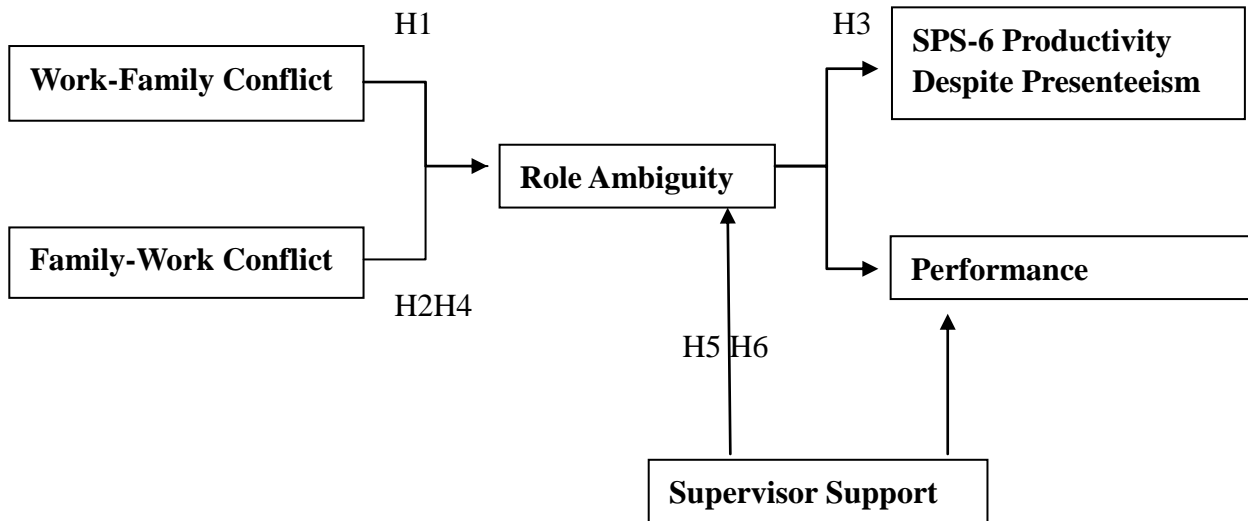 H1
H3
Work-Family Conflict
SPS-6 Productivity
Despite Presenteeism
Role Ambiguity
Family-Work Conflict
Performance
H2H4
H5 H6
Supervisor Support